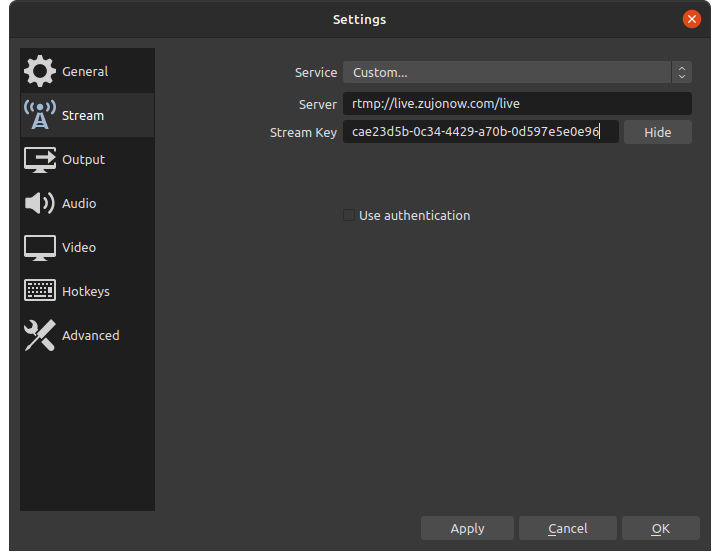 Settings
General
Stream
Output
Audio
Video
Hotkeys
Advanced
Service Custom...
Server rtmp://live.zujonow.com/live
Stream Key cae23d5b-0c34-4429-a70b-0d597e5e0e96 Hide
Use authentication
Apply Cancel OK